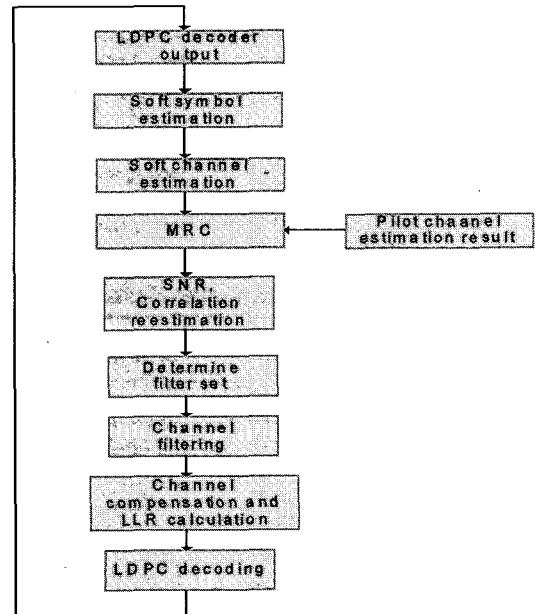 LDPC decoder
output
Soft symbol
estimation
Soft channel
estimation
MRC
Pilot chaanel
estimation result
SNR,
Correlation
reestimation
Determine
filter set
Channel
filtering
Channel
compensation and
LLR calculation
LDPC decoding